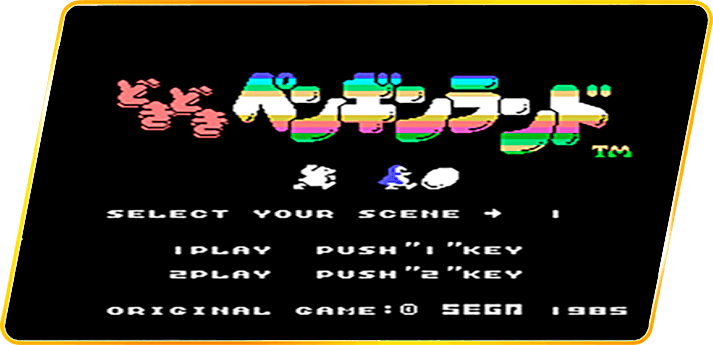 どきどき ペンギンランド
TM
SELECT YOUR SCENE → 1
1PLAY PUSH"1"KEY
2PLAY PUSH"2"KEY
ORIGINAL GAME:© SEGA 1985